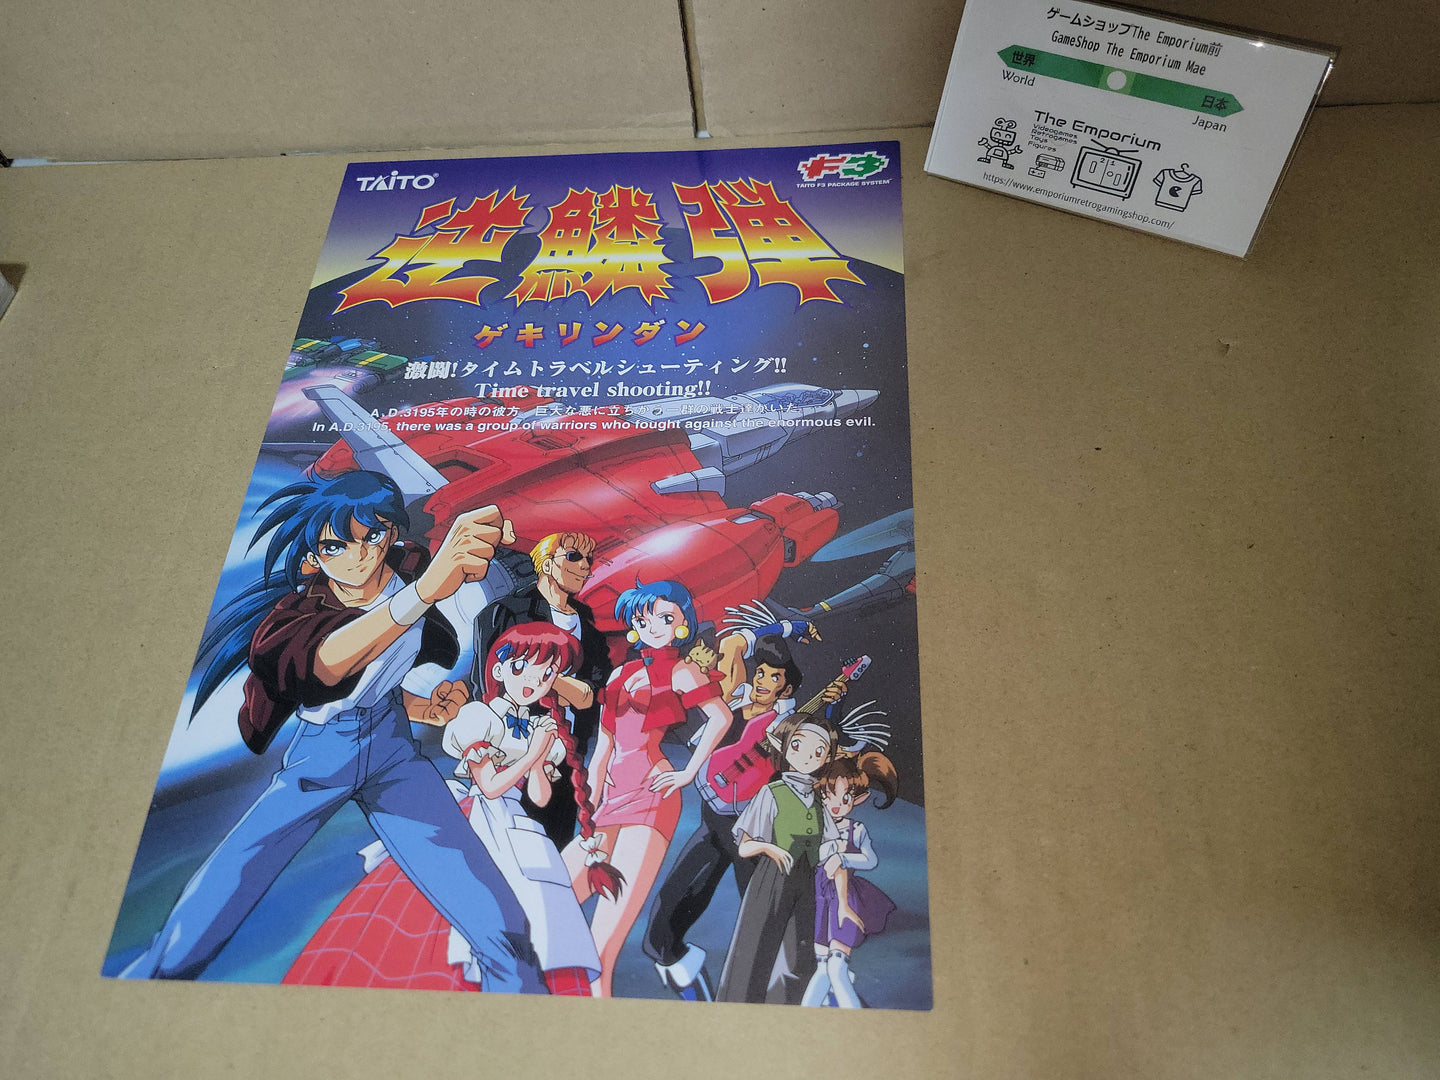 ゲームショップThe Emporium前
GameShop The Emporium Mae
世界
World
日本
Japan
The Emporium
Videogames
Retrogames
Toys
Figures
2 1
https://www.emporiumretrogamingshop.com/
TAITO®
F3
TAITO F3 PACKAGE SYSTEM
逆鱗弾
ゲキリンダン
激闘!タイムトラベルシューティング!!
Time travel shooting!!
A.D.3195年の時の彼方、巨大な悪に立ちむかう一群の戦士達がいた。
In A.D.3195, there was a group of warriors who fought against the enormous evil.